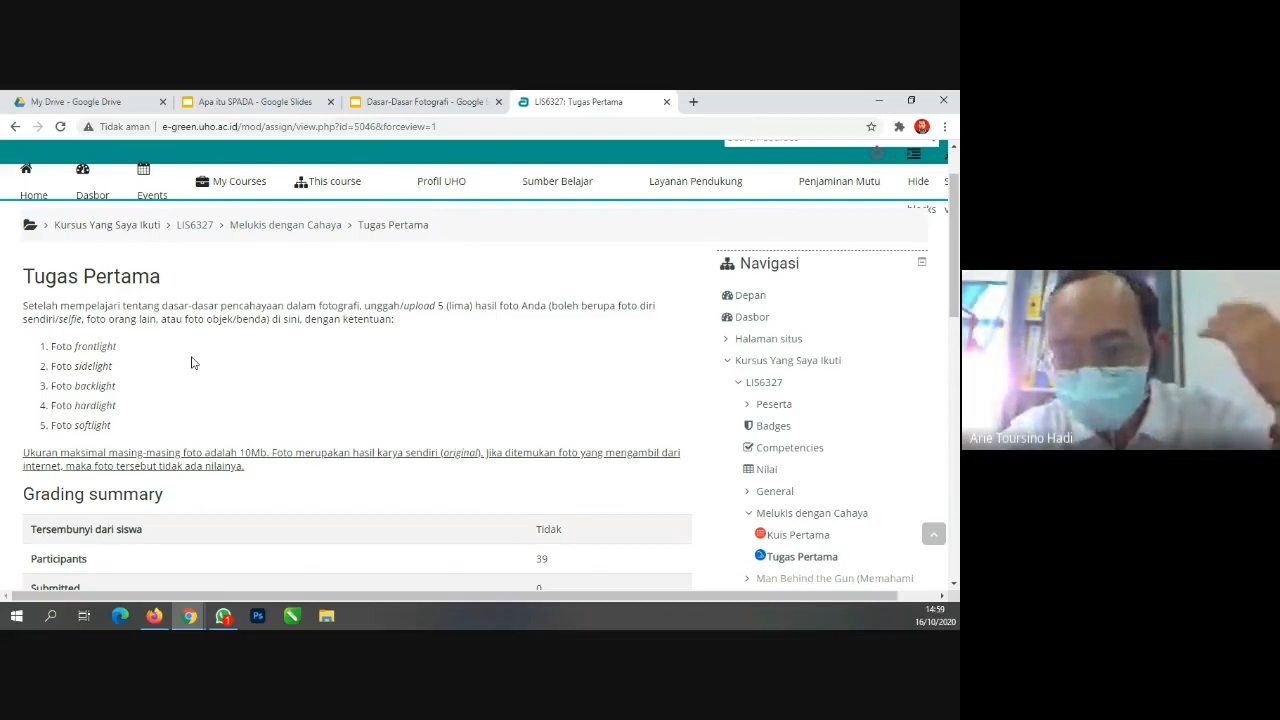 My Drive - Google Drive
Apa itu SPADA - Google Slides
Dasar-Dasar Fotografi - Google
LIS6327: Tugas Pertama
Tidak aman
e-green.uho.ac.id/mod/assign/view.php?id=5046&forceview=1
Home
Dasbor
Events
My Courses
This course
Profil UHO
Sumber Belajar
Layanan Pendukung
Penjaminan Mutu
Hide
blocks
Kursus Yang Saya Ikuti > LIS6327 > Melukis dengan Cahaya > Tugas Pertama
Tugas Pertama
Setelah mempelajari tentang dasar-dasar pencahayaan dalam fotografi, unggah/upload 5 (lima) hasil foto Anda (boleh berupa foto diri
sendiri/selfie, foto orang lain, atau foto objek/benda) di sini, dengan ketentuan:
1. Foto frontlight
2. Foto sidelight
3. Foto backlight
4. Foto hardlight
5. Foto softlight
Ukuran maksimal masing-masing foto adalah 10Mb. Foto merupakan hasil karya sendiri (original). Jika ditemukan foto yang mengambil dari
internet, maka foto tersebut tidak ada nilainya.
Grading summary
Tersembunyi dari siswa Tidak
Participants 39
Submitted 0
Navigasi
Depan
Dasbor
Halaman situs
Kursus Yang Saya Ikuti
LIS6327
Peserta
Badges
Competencies
Nilai
General
Melukis dengan Cahaya
Kuis Pertama
Tugas Pertama
Man Behind the Gun (Memahami
Arie Toursino Hadi
Ps
1
14:59
16/10/2020